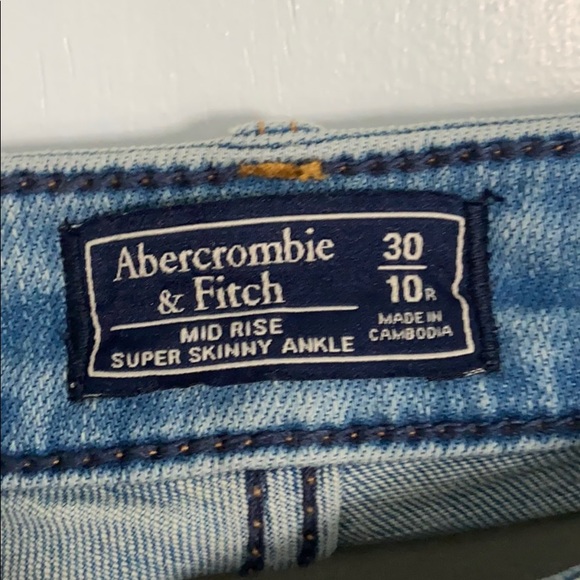 Abercrombie
& Fitch
MID RISE
SUPER SKINNY ANKLE
30
10R
MADE IN
CAMBODIA